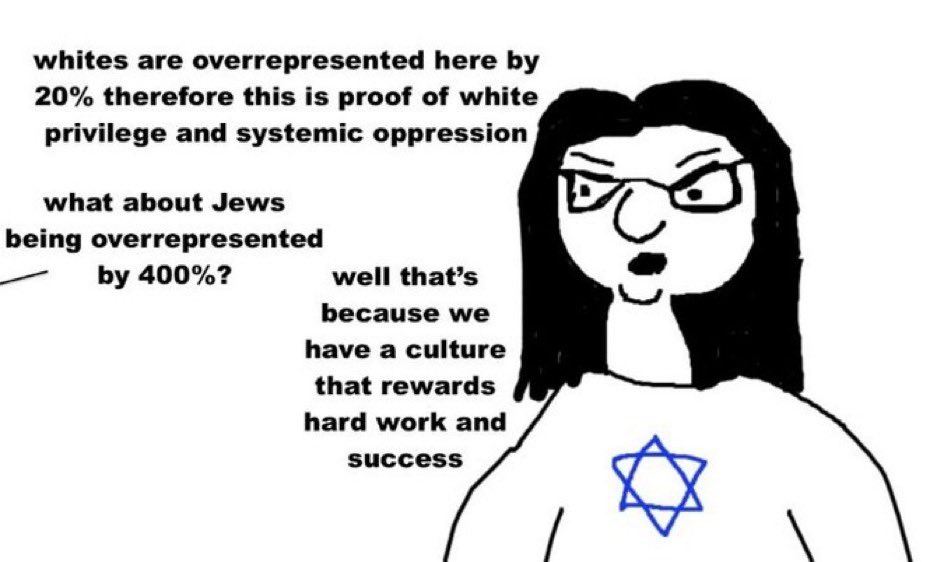 whites are overrepresented here by
20% therefore this is proof of white
privilege and systemic oppression
what about Jews
being overrepresented
by 400%?
well that's
because we
have a culture
that rewards
hard work and
success